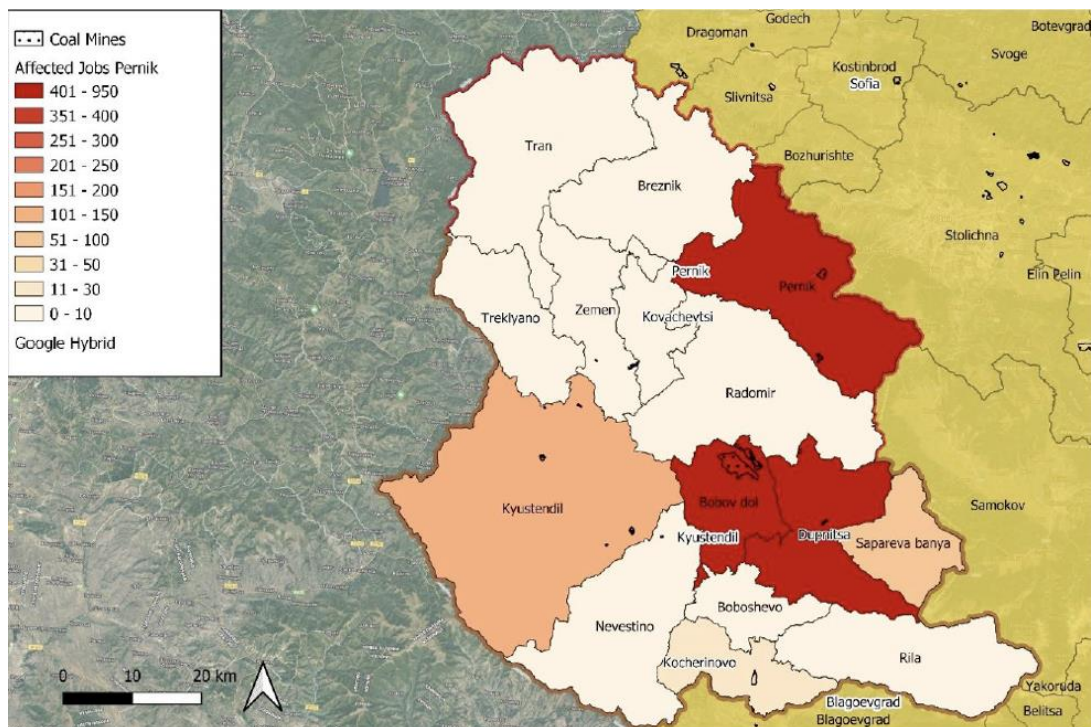 Coal Mines
Affected Jobs Pernik
401 - 950
351 - 400
251 - 300
201 - 250
151 - 200
101 - 150
51 - 100
31 - 50
11 - 30
0 - 10
Google Hybrid
Godech
Botevgrad
Dragoman
Svoge
Kostinbrod
Sofia
Slivnitsa
Bozhurishte
Tran
Breznik
Stolichna
Elin Pelin
Pernik
Pernik
Treklyano
Zemen
Kovachevtsi
Radomir
Kyustendil
Bobov dol
Samokov
Kyustendil
Dupnitsa
Sapareva banya
Boboshevo
Nevestino
Kocherinovo
Rila
Yakoruda
Blagoevgrad
Belitsa
Blagoevgrad
0 10 20 km